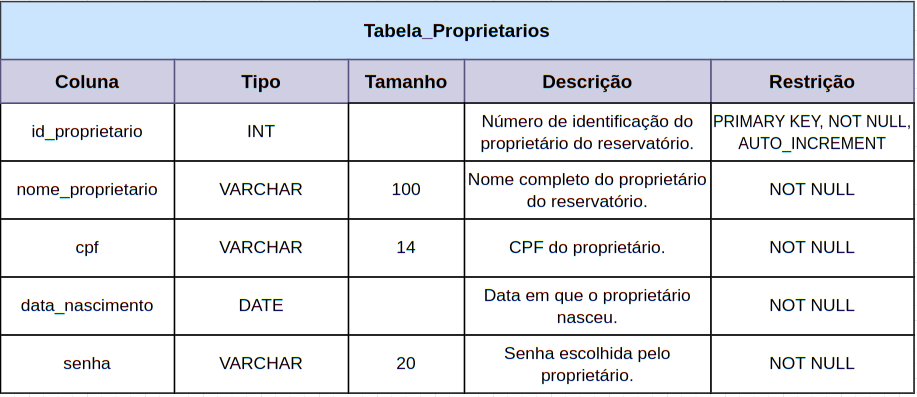 Tabela_Proprietarios
Coluna Tipo Tamanho Descrição Restrição
id_proprietario INT Número de identificação do proprietário do reservatório. PRIMARY KEY, NOT NULL, AUTO_INCREMENT
nome_proprietario VARCHAR 100 Nome completo do proprietário do reservatório. NOT NULL
cpf VARCHAR 14 CPF do proprietário. NOT NULL
data_nascimento DATE Data em que o proprietário nasceu. NOT NULL
senha VARCHAR 20 Senha escolhida pelo proprietário. NOT NULL